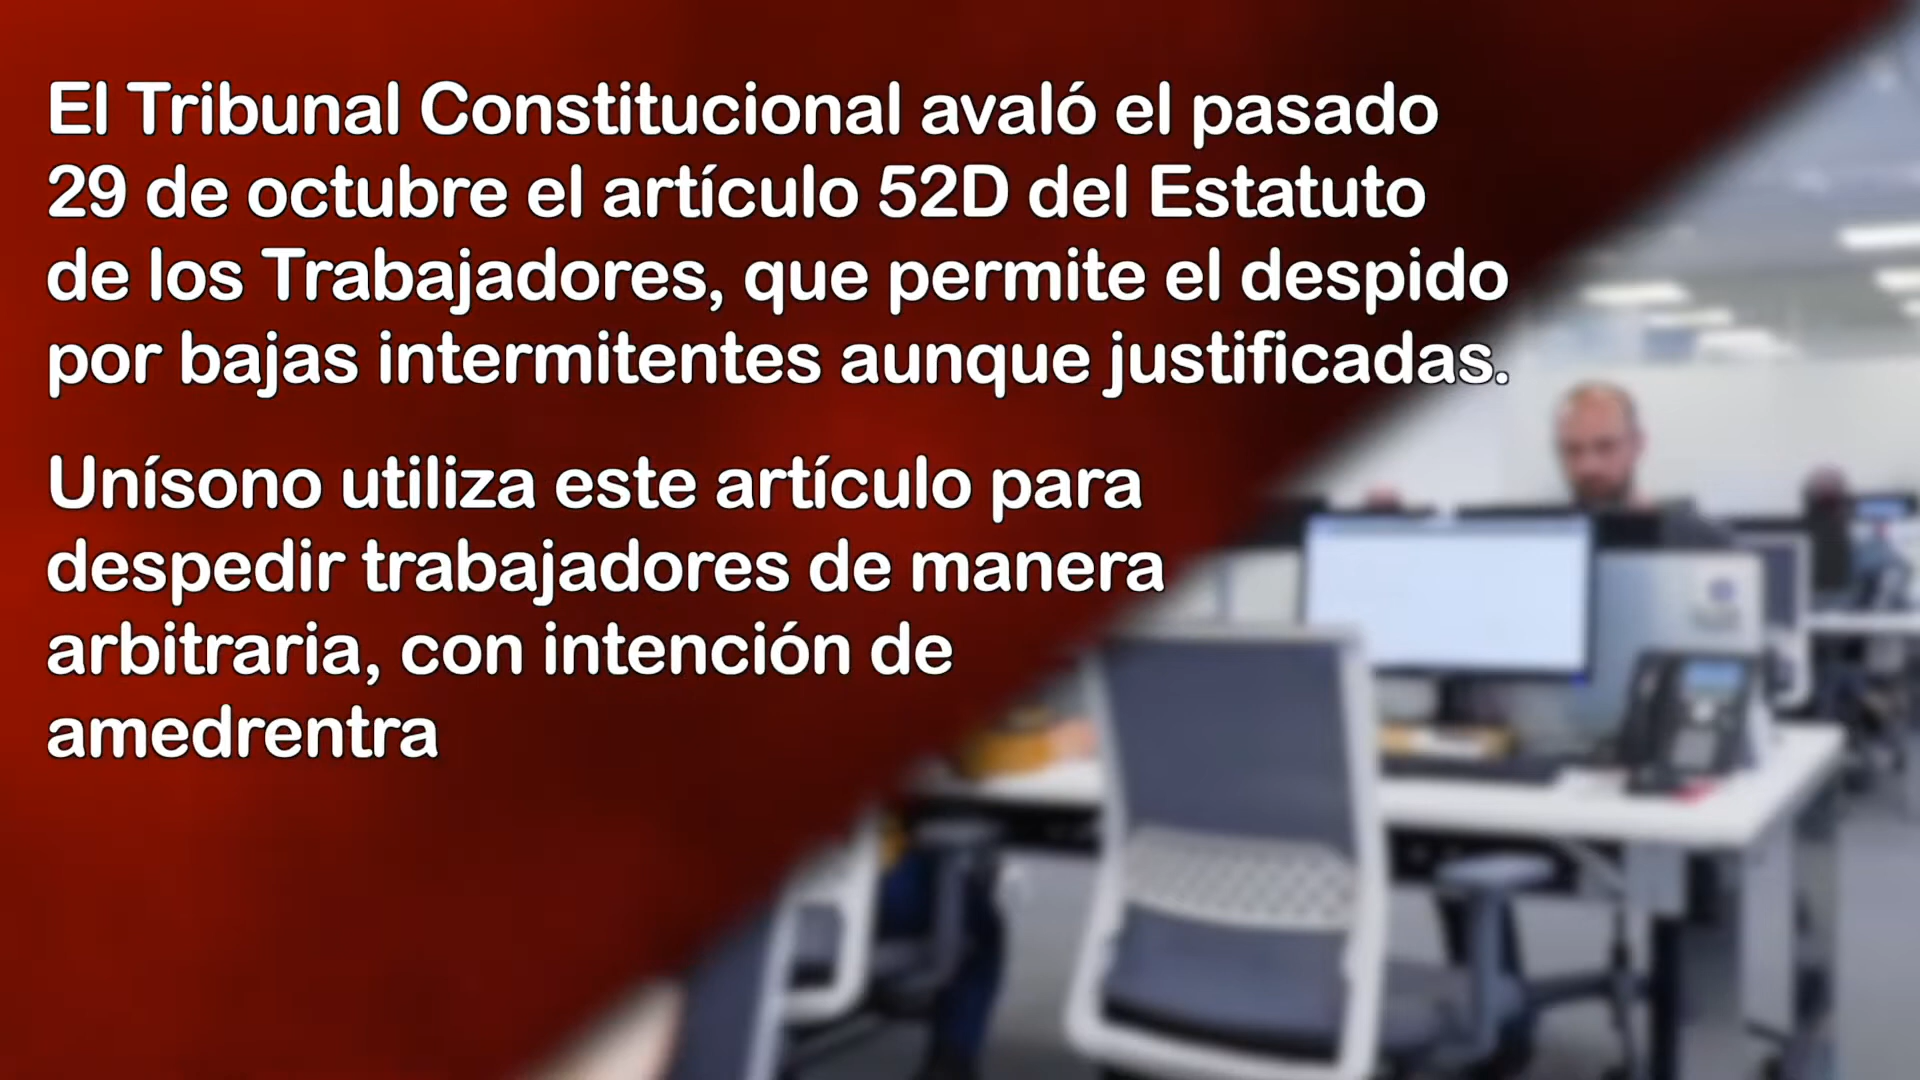 El Tribunal Constitucional avaló el pasado
29 de octubre el artículo 52D del Estatuto
de los Trabajadores, que permite el despido
por bajas intermitentes aunque justificadas.
Unísono utiliza este artículo para
despedir trabajadores de manera
arbitraria, con intención de
amedrentra